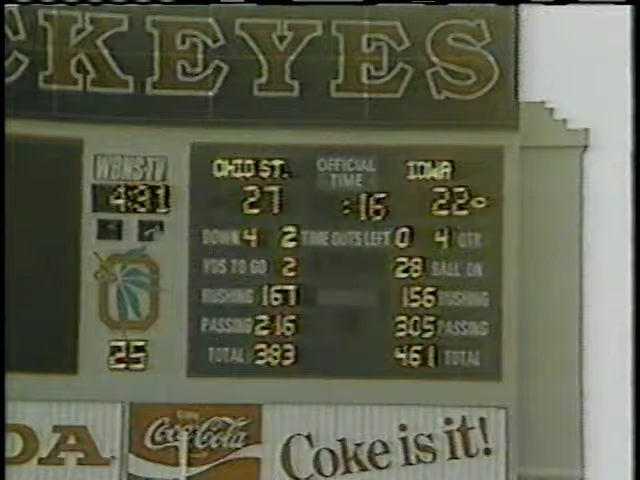 CKEYES
WBNS-TV
4:31
25
OHIO ST. OFFICIAL TIME IOWA
27 :16 22
DOWN 4 2 TIME OUTS LEFT 0 4 QTR
YDS TO GO 2 28 BALL ON
RUSHING 167 156 RUSHING
PASSING 216 305 PASSING
TOTAL 383 461 TOTAL
DA
Enjoy
Coca-Cola
Coke is it!